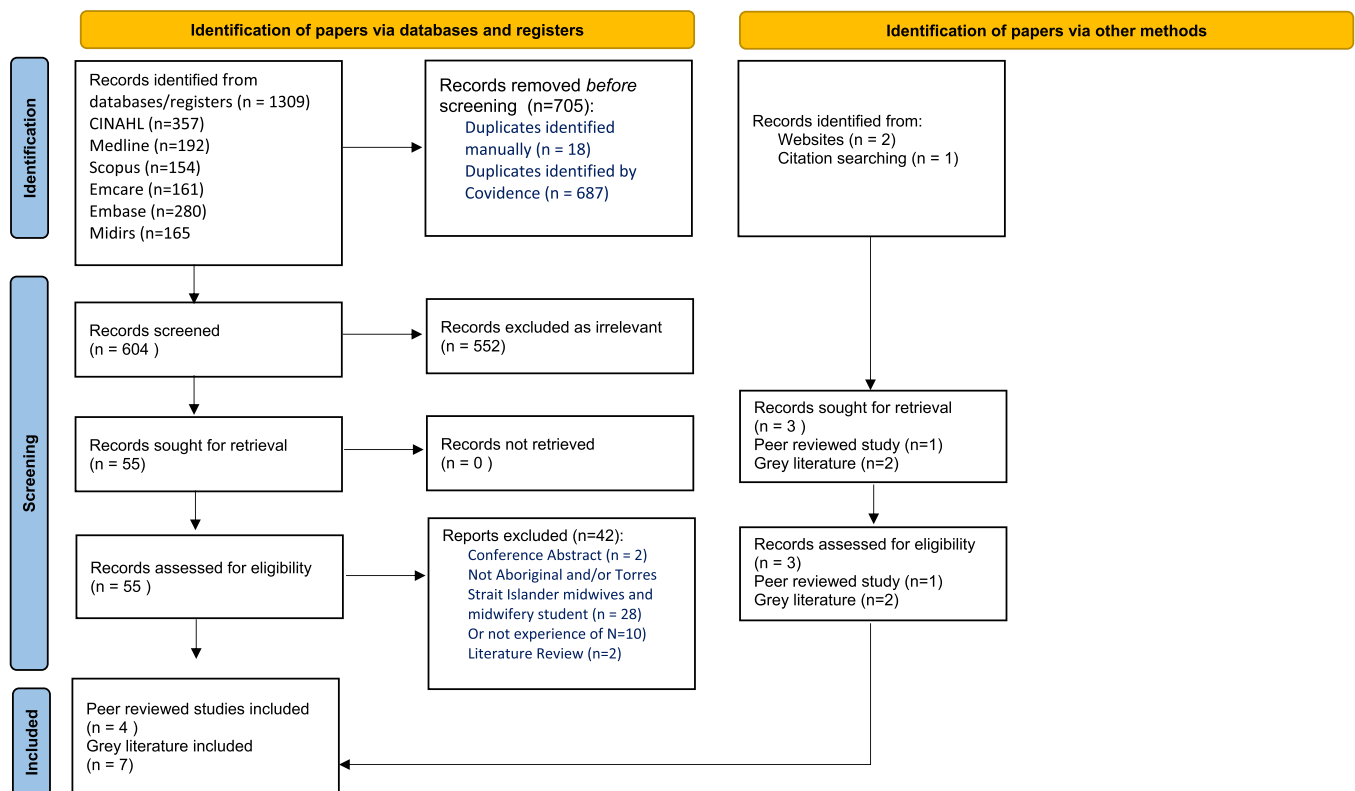 Identification of papers via databases and registers
Identification of papers via other methods
Identification
Records identified from
databases/registers (n = 1309)
CINAHL (n=357)
Medline (n=192)
Scopus (n=154)
Emcare (n=161)
Embase (n=280)
Midirs (n=165
Records removed before
screening  (n=705):
Duplicates identified
manually (n = 18)
Duplicates identified by
Covidence (n = 687)
Records identified from:
Websites (n = 2)
Citation searching (n = 1)
Screening
Records screened
(n = 604 )
Records excluded as irrelevant
(n = 552)
Records sought for retrieval
(n = 55)
Records not retrieved
(n = 0 )
Records sought for retrieval
(n = 3 )
Peer reviewed study (n=1)
Grey literature (n=2)
Records assessed for eligibility
(n = 55 )
Reports excluded (n=42):
Conference Abstract (n = 2)
Not Aboriginal and/or Torres
Strait Islander midwives and
midwifery student (n = 28)
Or not experience of N=10)
Literature Review (n=2)
Records assessed for eligibility
(n = 3)
Peer reviewed study (n=1)
Grey literature (n=2)
Included
Peer reviewed studies included
(n = 4 )
Grey literature included
(n = 7)